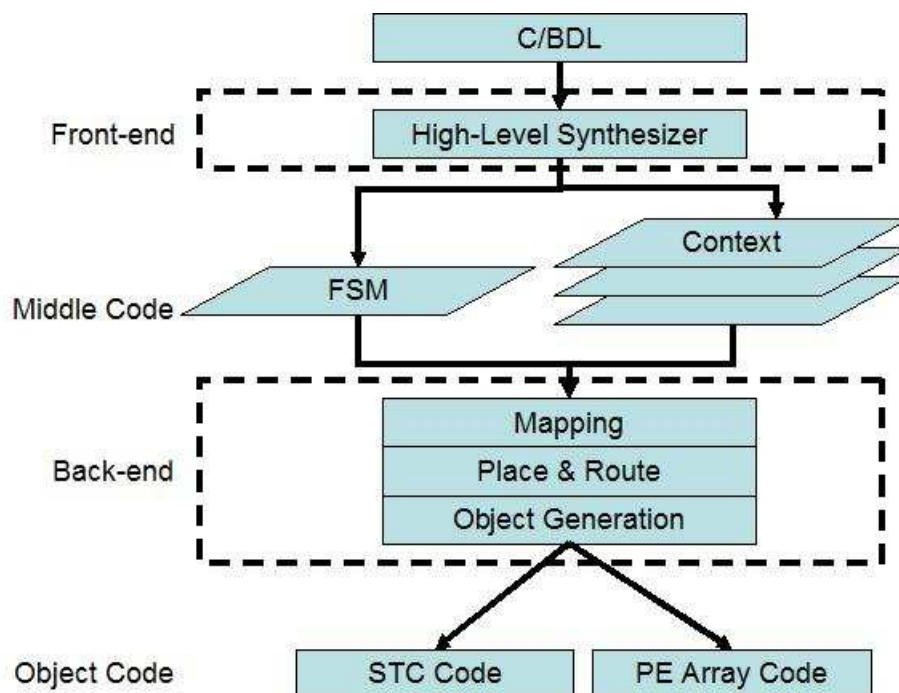 C/BDL
Front-end
High-Level Synthesizer
Context
FSM
Middle Code
Mapping
Back-end
Place & Route
Object Generation
Object Code
STC Code
PE Array Code